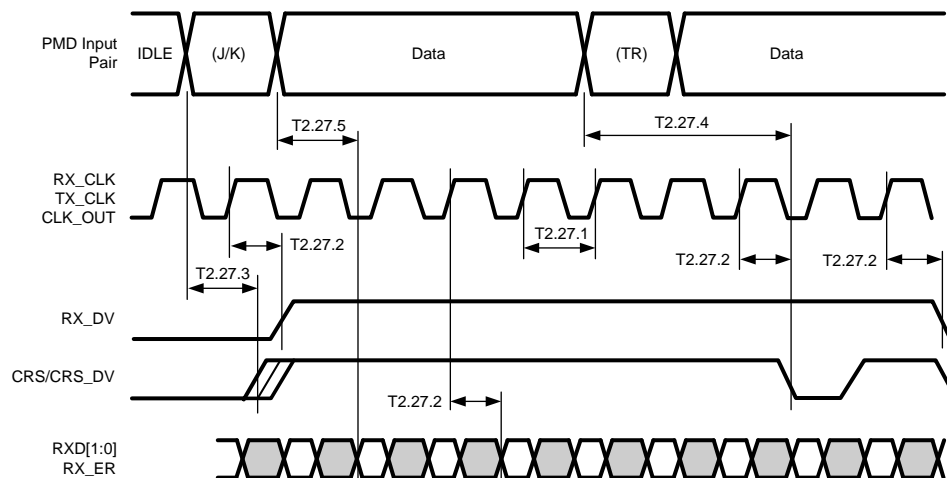 PMD Input
Pair
IDLE
(J/K)
Data
(TR)
Data
T2.27.5
T2.27.4
RX_CLK
TX_CLK
CLK_OUT
T2.27.2
T2.27.1
T2.27.2
T2.27.2
T2.27.3
RX_DV
CRS/CRS_DV
T2.27.2
RXD[1:0]
RX_ER